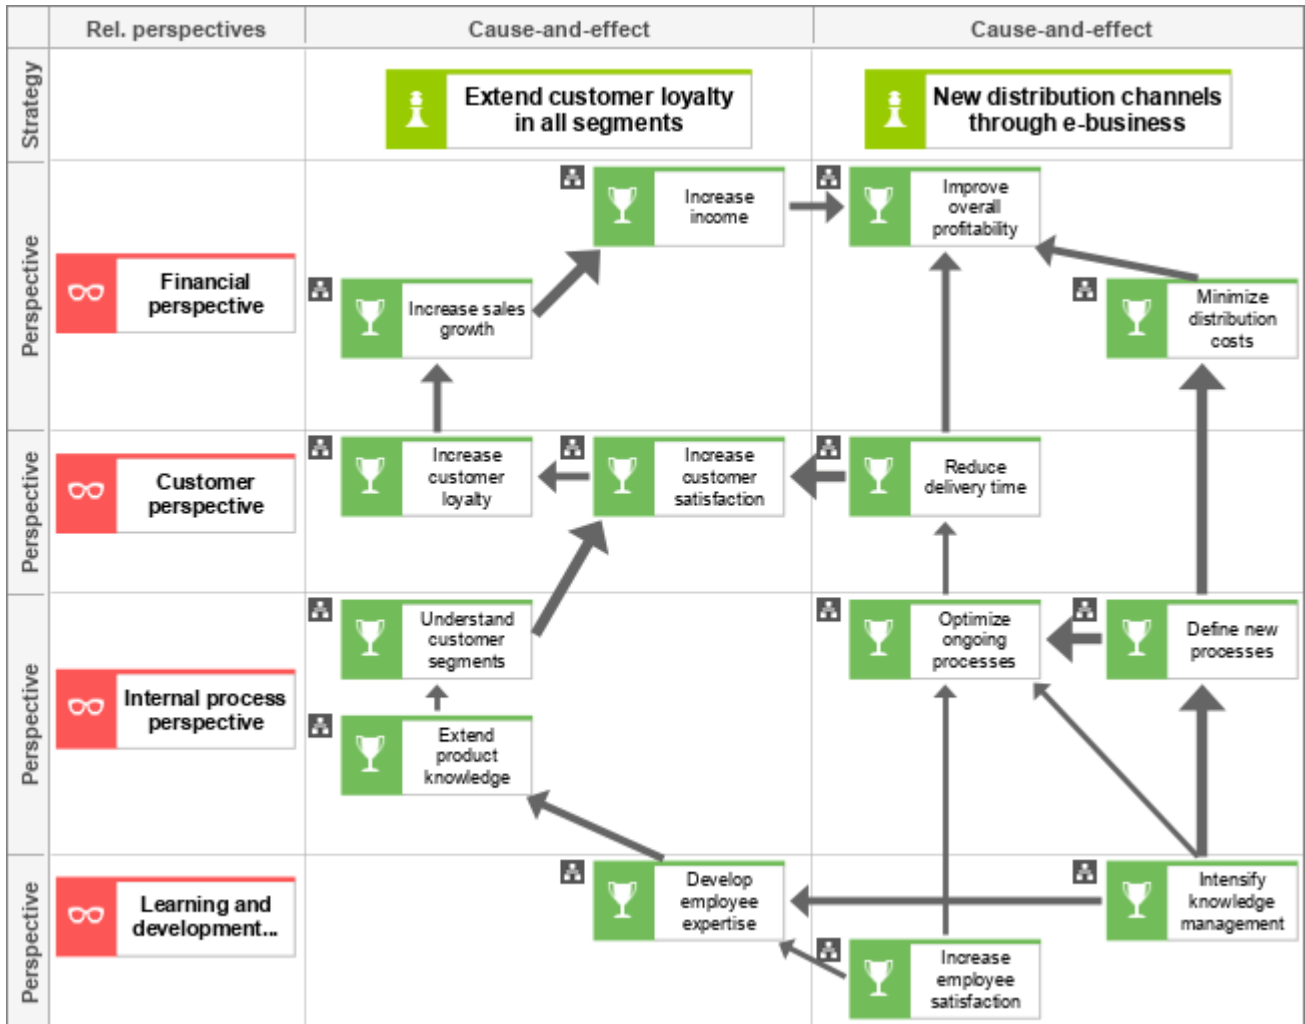 Rel. perspectives
Cause-and-effect
Cause-and-effect
Strategy
Extend customer loyalty
in all segments
New distribution channels
through e-business
Perspective
Financial
perspective
Increase
income
Improve
overall
profitability
Increase sales
growth
Minimize
distribution
costs
Perspective
Customer
perspective
Increase
customer
loyalty
Increase
customer
satisfaction
Reduce
delivery time
Perspective
Internal process
perspective
Understand
customer
segments
Optimize
ongoing
processes
Define new
processes
Extend
product
knowledge
Perspective
Learning and
development...
Develop
employee
expertise
Intensify
knowledge
management
Increase
employee
satisfaction